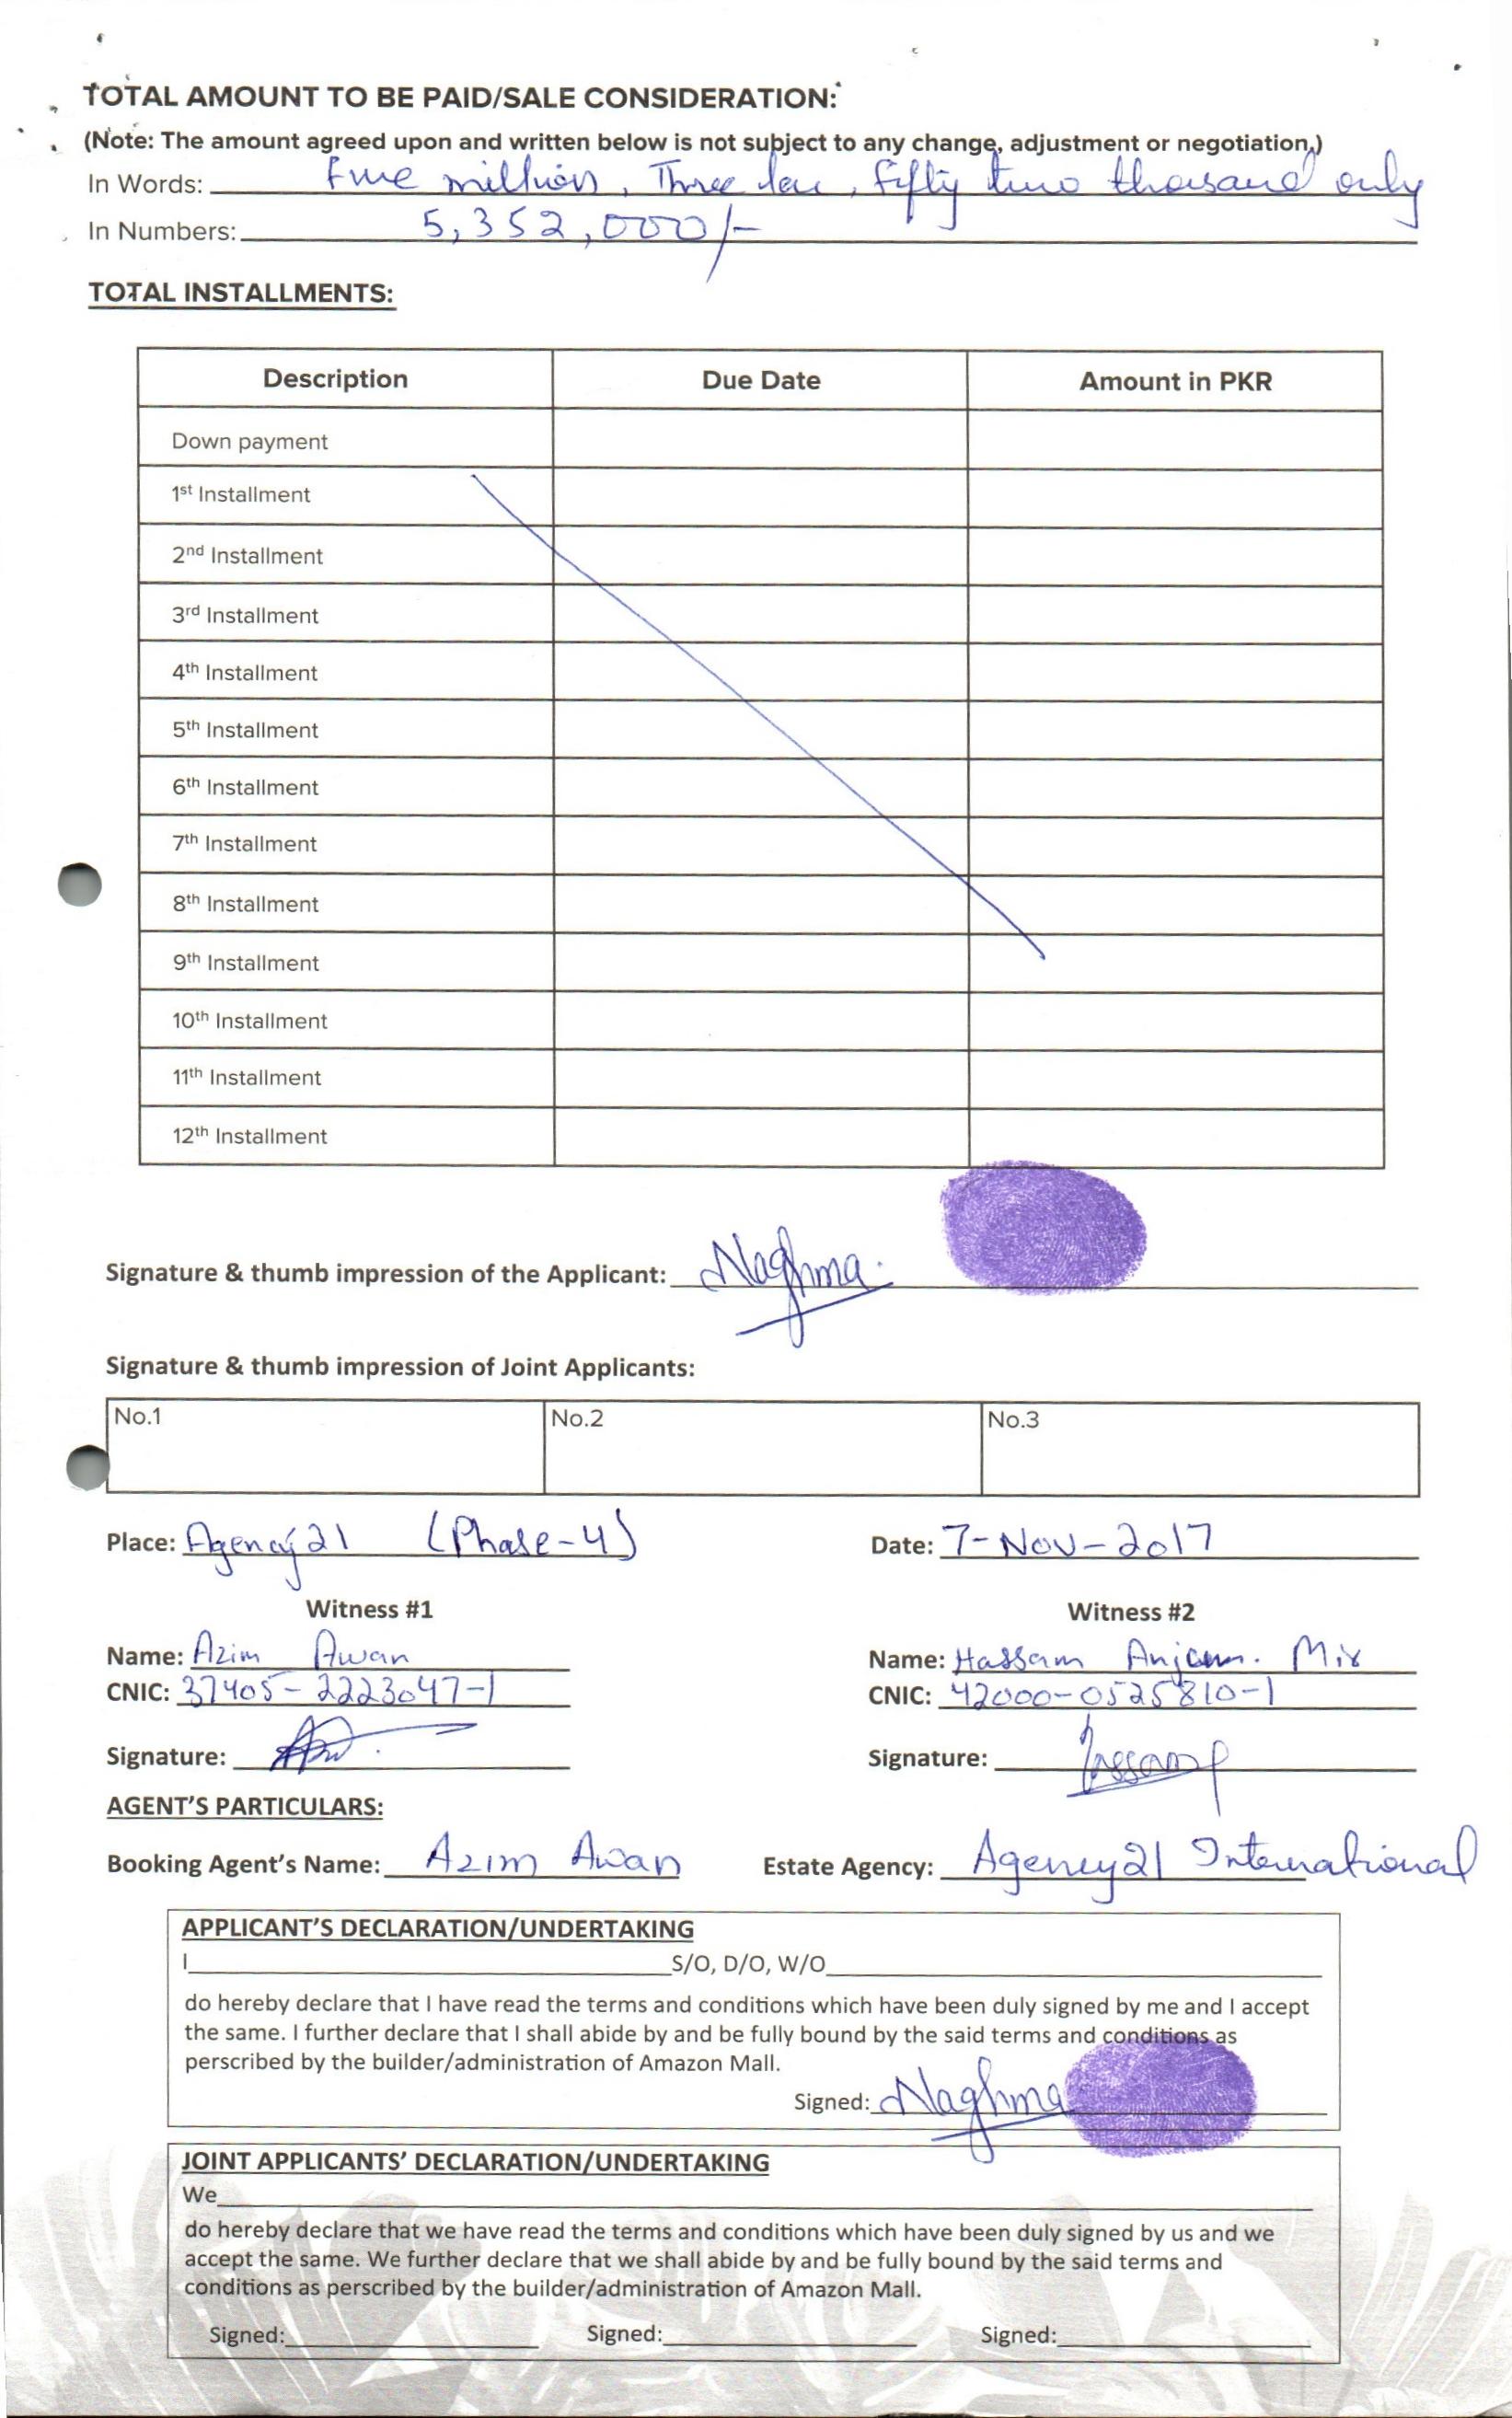 TOTAL AMOUNT TO BE PAID/SALE CONSIDERATION:
(Note: The amount agreed upon and written below is not subject to any change, adjustment or negotiation.)
In Words: Five million, Three lac, fifty two thousand only
In Numbers: 5,352,000/-
TOTAL INSTALLMENTS:
Description Due Date Amount in PKR
Down payment
1st Installment
2nd Installment
3rd Installment
4th Installment
5th Installment
6th Installment
7th Installment
8th Installment
9th Installment
10th Installment
11th Installment
12th Installment
Signature & thumb impression of the Applicant: Naghma
Signature & thumb impression of Joint Applicants:
No.1 No.2 No.3
Place: Agency21 (Phase-4) Date: 7-Nov-2017
Witness #1 Witness #2
Name: Azim Awan Name: Hassam Anjum. Mir
CNIC: 37405-2223047-1 CNIC: 42000-0525810-1
Signature: Signature: Hassam
AGENT'S PARTICULARS:
Booking Agent's Name: Azim Awan Estate Agency: Agency21 International
APPLICANT'S DECLARATION/UNDERTAKING
I S/O, D/O, W/O
do hereby declare that I have read the terms and conditions which have been duly signed by me and I accept
the same. I further declare that I shall abide by and be fully bound by the said terms and conditions as
perscribed by the builder/administration of Amazon Mall.
Signed: Naghma
JOINT APPLICANTS' DECLARATION/UNDERTAKING
We
do hereby declare that we have read the terms and conditions which have been duly signed by us and we
accept the same. We further declare that we shall abide by and be fully bound by the said terms and
conditions as perscribed by the builder/administration of Amazon Mall.
Signed: Signed: Signed: